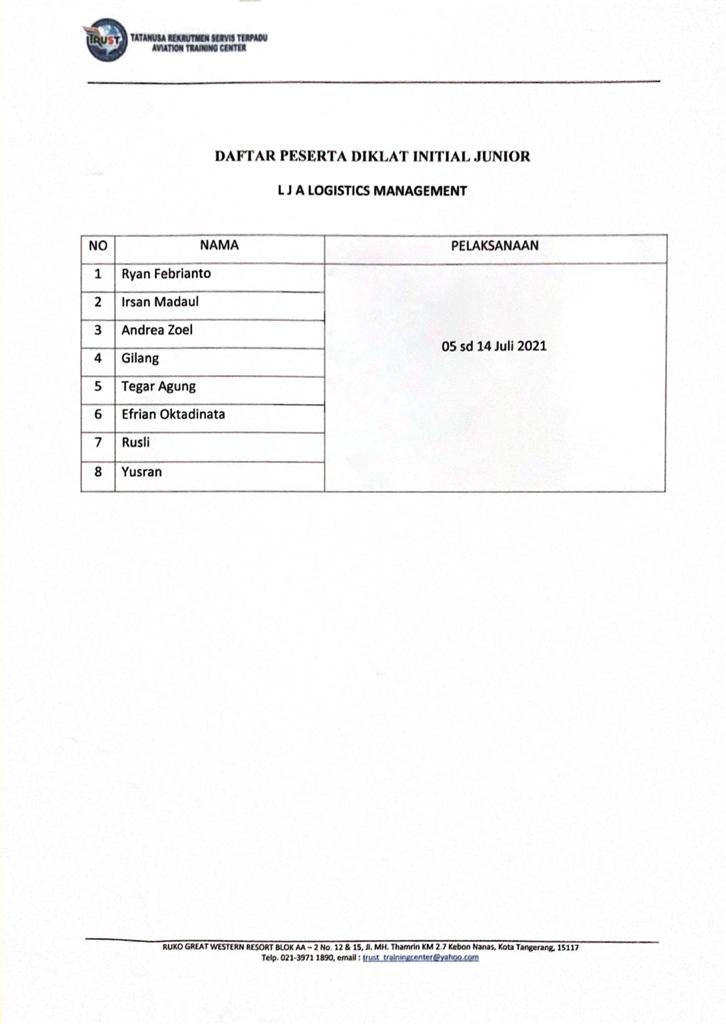 TRUST
TATANUSA REKRUTMEN SERVIS TERPADU
AVIATION TRAINING CENTER
DAFTAR PESERTA DIKLAT INITIAL JUNIOR
L J A LOGISTICS MANAGEMENT
NO NAMA PELAKSANAAN
1 Ryan Febrianto
2 Irsan Madaul
3 Andrea Zoel
05 sd 14 Juli 2021
4 Gilang
5 Tegar Agung
6 Efrian Oktadinata
7 Rusli
8 Yusran
RUKO GREAT WESTERN RESORT BLOK AA – 2 No. 12 & 15, Jl. MH. Thamrin KM 2.7 Kebon Nanas, Kota Tangerang, 15117
Telp. 021-3971 1890, email : trust_trainingcenter@yahoo.com